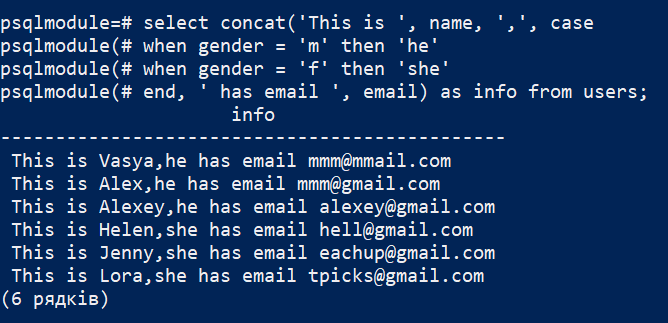 psqlmodule=# select concat('This is ', name, ',', case
psqlmodule(# when gender = 'm' then 'he'
psqlmodule(# when gender = 'f' then 'she'
psqlmodule(# end, ' has email ', email) as info from users;
info
----------------------------------------------
This is Vasya,he has email mmm@mmail.com
This is Alex,he has email mmm@gmail.com
This is Alexey,he has email alexey@gmail.com
This is Helen,she has email hell@gmail.com
This is Jenny,she has email eachup@gmail.com
This is Lora,she has email tpicks@gmail.com
(6 рядків)